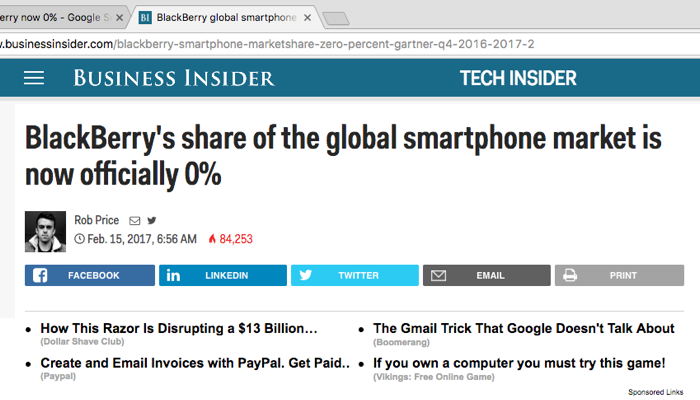 erry now 0% - Google S
BI BlackBerry global smartphone
.businessinsider.com/blackberry-smartphone-marketshare-zero-percent-gartner-q4-2016-2017-2
BUSINESS INSIDER
TECH INSIDER
BlackBerry's share of the global smartphone market is
now officially 0%
Rob Price
Feb. 15, 2017, 6:56 AM 84,253
FACEBOOK
in LINKEDIN
TWITTER
EMAIL
PRINT
How This Razor Is Disrupting a $13 Billion…
(Dollar Shave Club)
Create and Email Invoices with PayPal. Get Paid..
(Paypal)
The Gmail Trick That Google Doesn't Talk About
(Boomerang)
If you own a computer you must try this game!
(Vikings: Free Online Game)
Sponsored Links